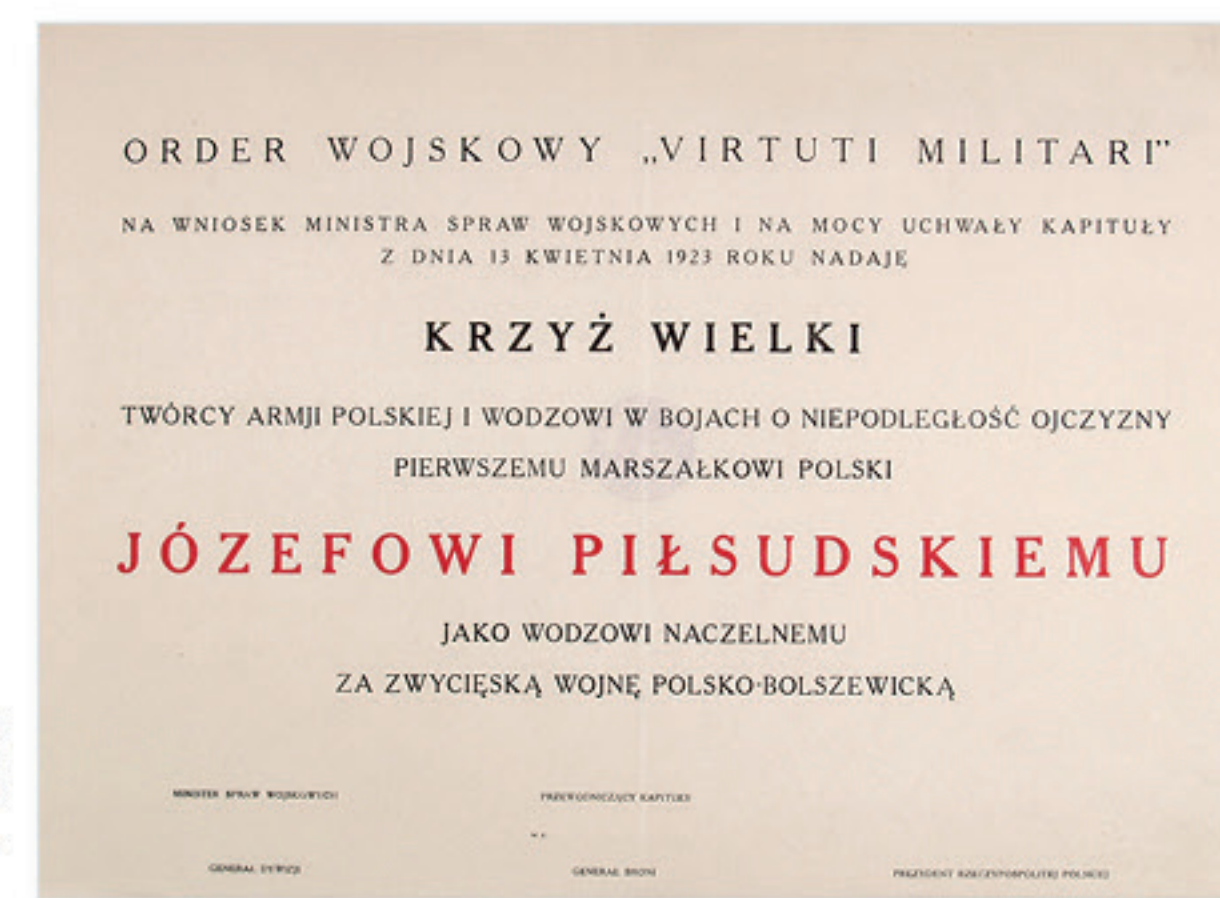 ORDER WOJSKOWY „VIRTUTI MILITARI”
NA WNIOSEK MINISTRA SPRAW WOJSKOWYCH I NA MOCY UCHWAŁY KAPITUŁY
Z DNIA 13 KWIETNIA 1923 ROKU NADAJĘ
KRZYŻ WIELKI
TWÓRCY ARMJI POLSKIEJ I WODZOWI W BOJACH O NIEPODLEGŁOŚĆ OJCZYZNY
PIERWSZEMU MARSZAŁKOWI POLSKI
JÓZEFOWI PIŁSUDSKIEMU
JAKO WODZOWI NACZELNEMU
ZA ZWYCIĘSKĄ WOJNĘ POLSKO-BOLSZEWICKĄ
MINISTER SPRAW WOJSKOWYCH PRZEWODNICZĄCY KAPITUŁY
GENERAŁ DYWIZJI GENERAŁ BRONI PREZYDENT RZECZYPOSPOLITEJ POLSKIEJ